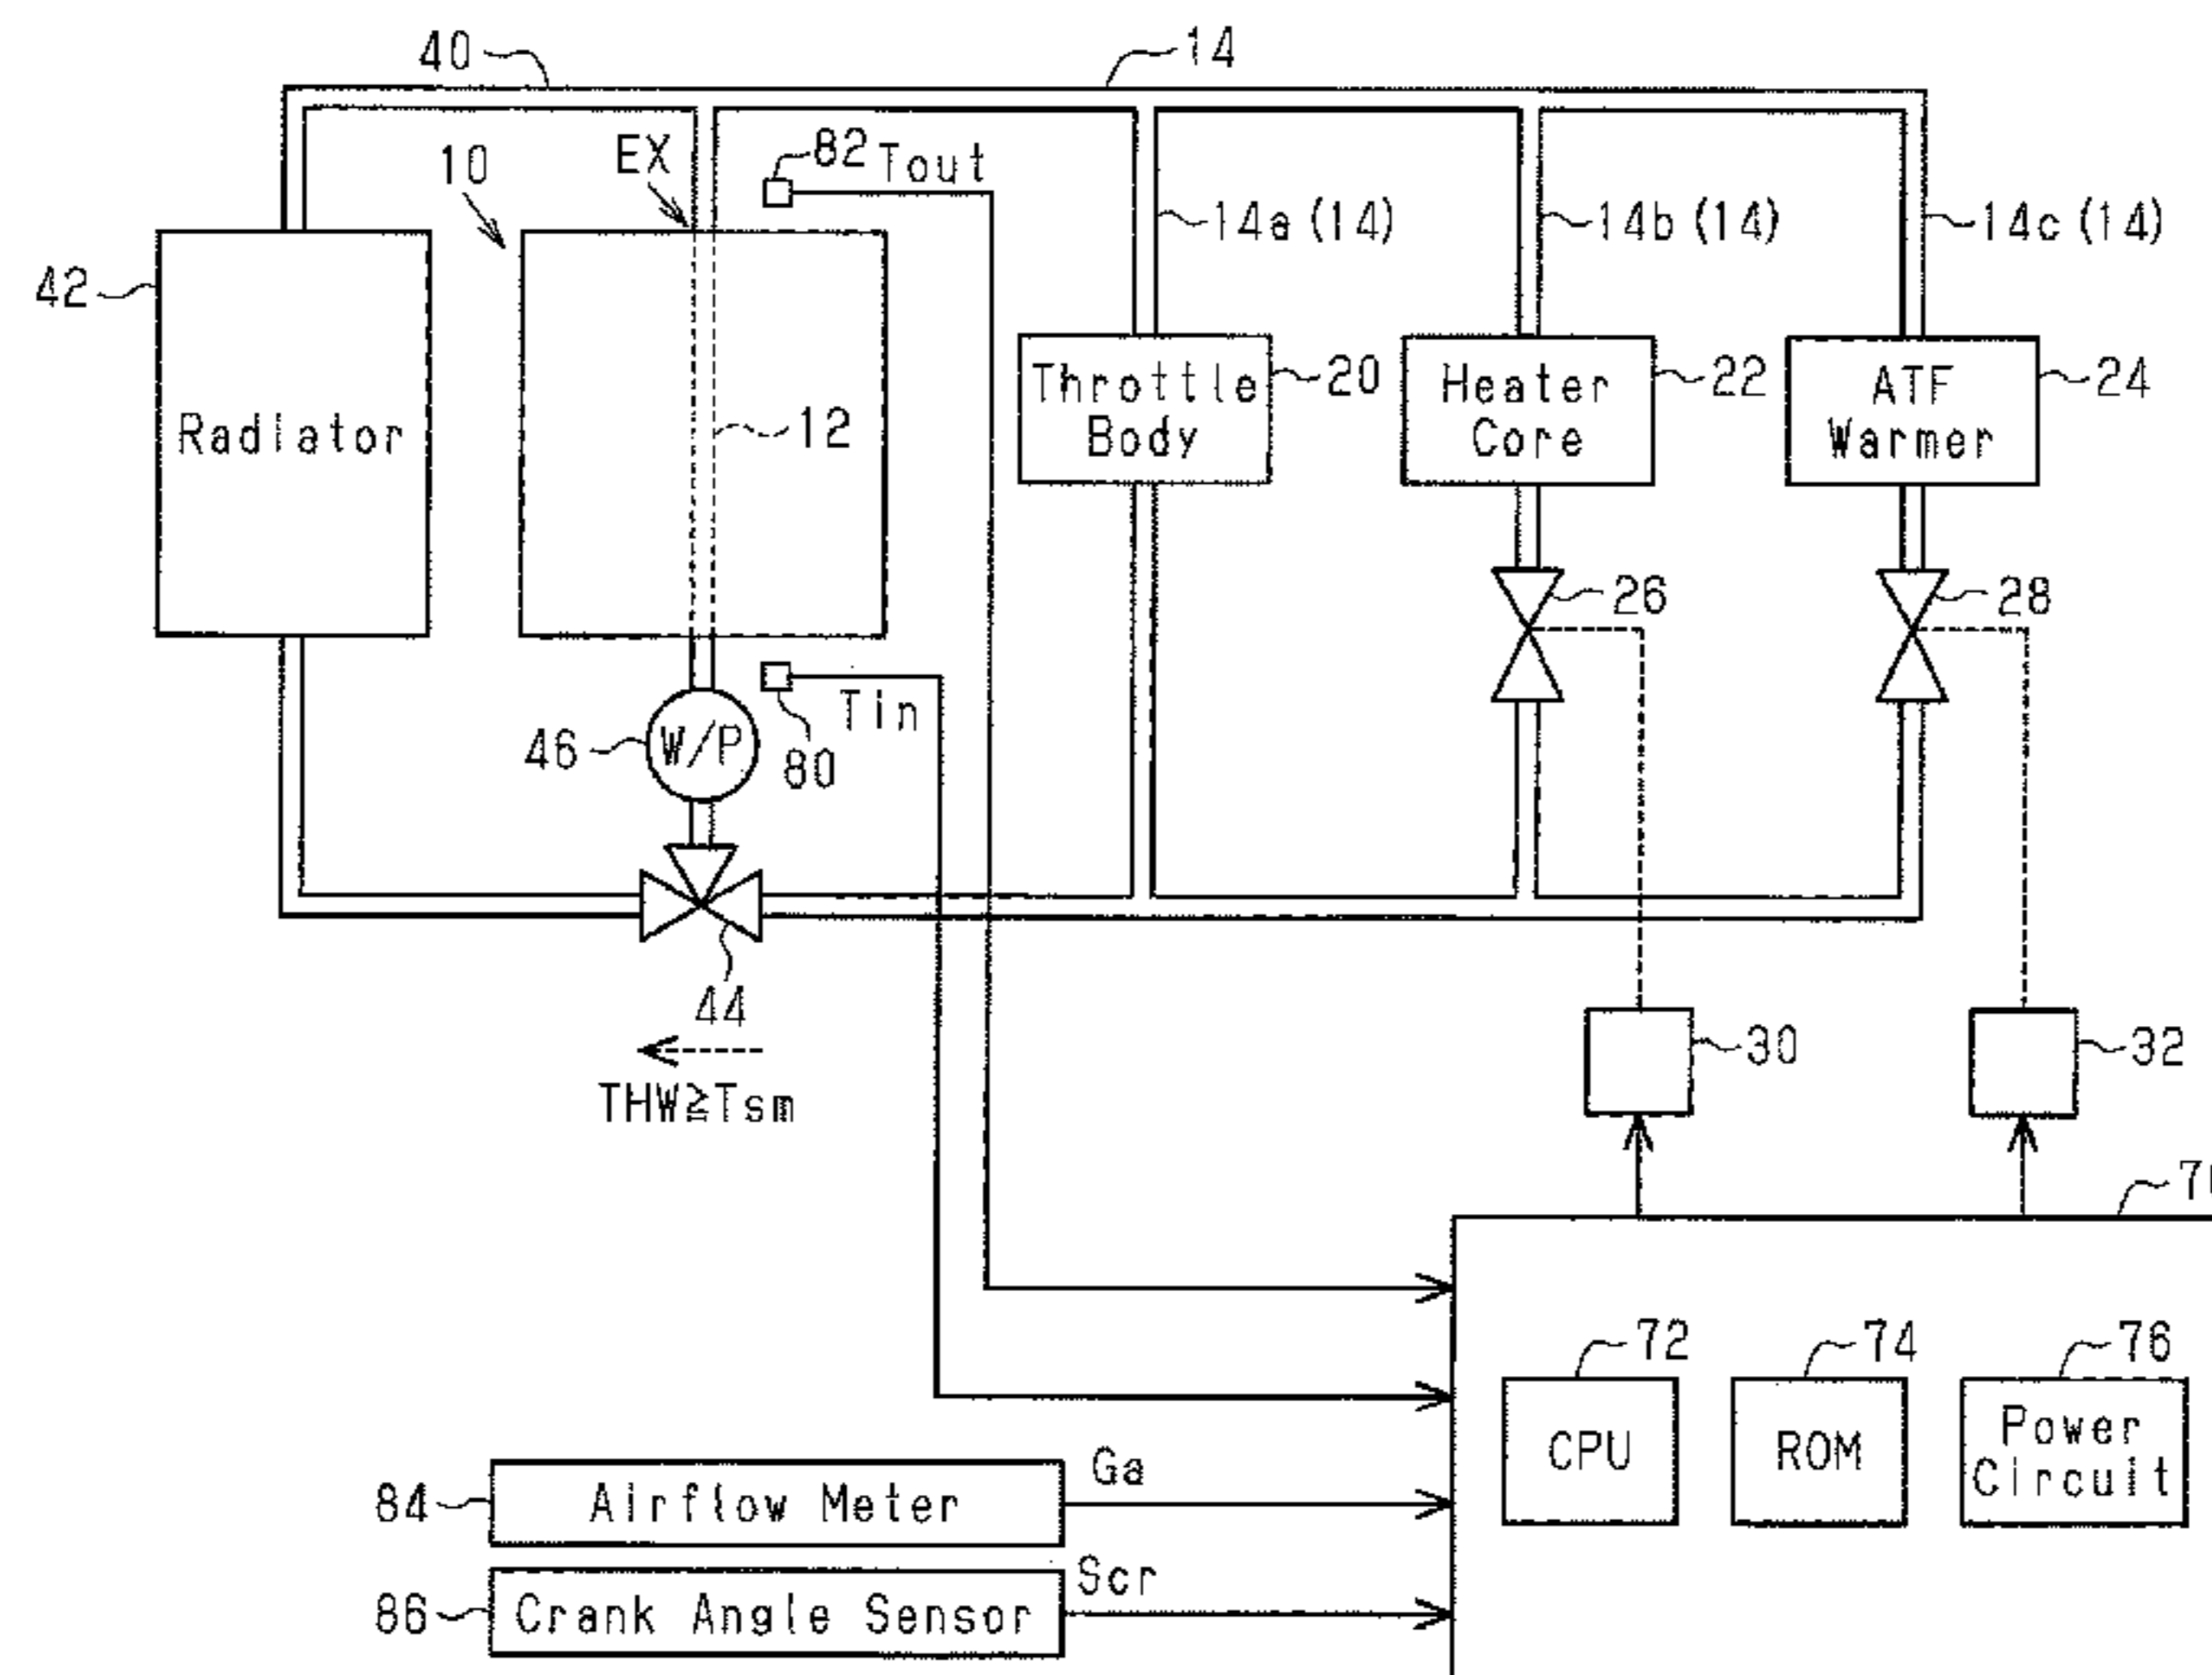 40
14
10
EX
82 Tout
14a (14)
14b (14)
14c (14)
42
Radiator
12
Throttle
Body
20
Heater
Core
22
ATF
Warmer
24
26
28
46
W/P
Tin
80
44
THW≧Tsm
30
32
72
74
76
CPU
ROM
Power
Circuit
84
Airflow Meter
Ga
86
Crank Angle Sensor
Scr